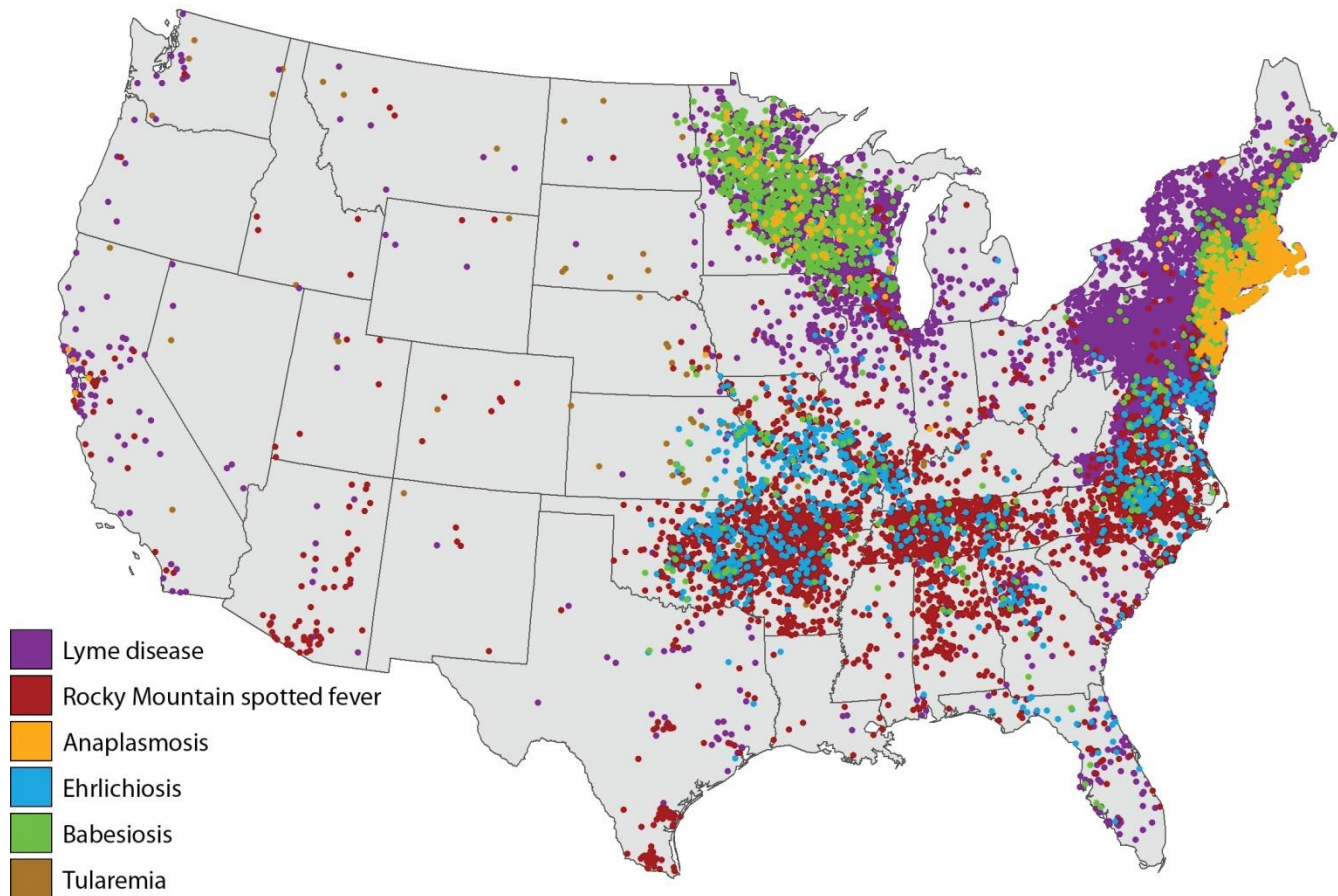 Lyme disease
Rocky Mountain spotted fever
Anaplasmosis
Ehrlichiosis
Babesiosis
Tularemia